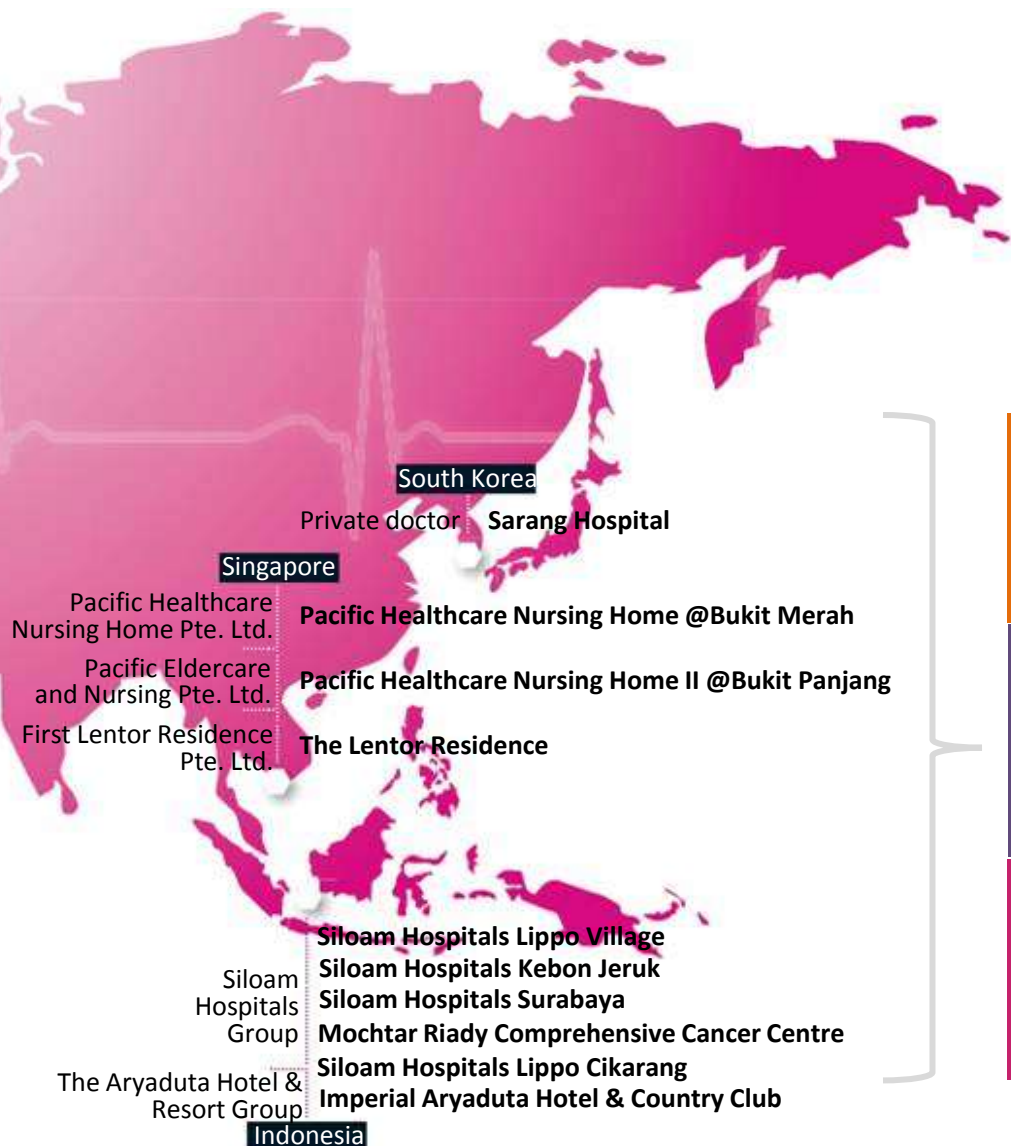 South Korea
Private doctor Sarang Hospital
Singapore
Pacific Healthcare
Nursing Home Pte. Ltd. Pacific Healthcare Nursing Home @Bukit Merah
Pacific Eldercare
and Nursing Pte. Ltd. Pacific Healthcare Nursing Home II @Bukit Panjang
First Lentor Residence
Pte. Ltd. The Lentor Residence
Siloam Hospitals Lippo Village
Siloam Hospitals Kebon Jeruk
Siloam
Hospitals
Group
Siloam Hospitals Surabaya
Mochtar Riady Comprehensive Cancer Centre
Siloam Hospitals Lippo Cikarang
The Aryaduta Hotel &
Resort Group Imperial Aryaduta Hotel & Country Club
Indonesia